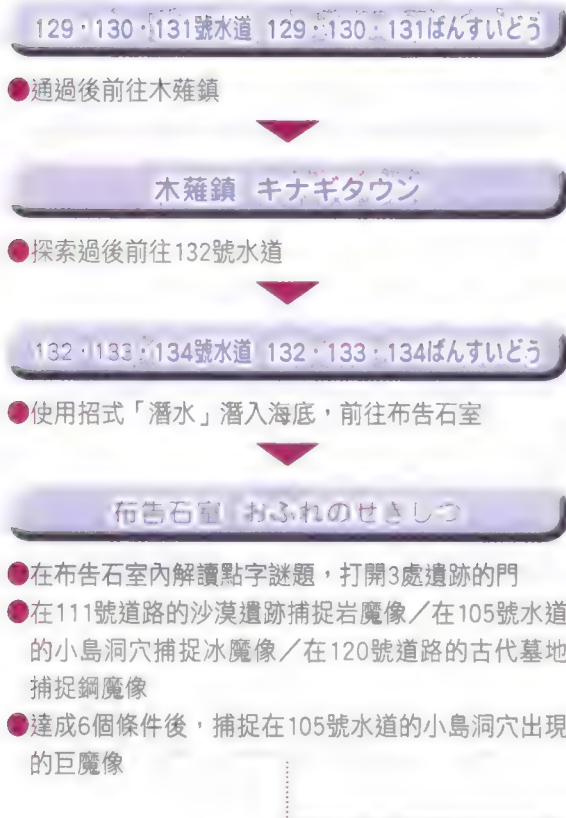 129・130・131號水道 129・130・131ばんすいどう
●通過後前往木薙鎮
木薙鎮 キナギタウン
●探索過後前往132號水道
132・133・134號水道 132・133・134ばんすいどう
●使用招式「潛水」潛入海底，前往布告石室
布告石室 おふれのせきしつ
●在布告石室內解讀點字謎題，打開3處遺跡的門
●在111號道路的沙漠遺跡捕捉岩魔像／在105號水道
的小島洞穴捕捉冰魔像／在120號道路的古代墓地
捕捉鋼魔像
●達成6個條件後，捕捉在105號水道的小島洞穴出現
的巨魔像